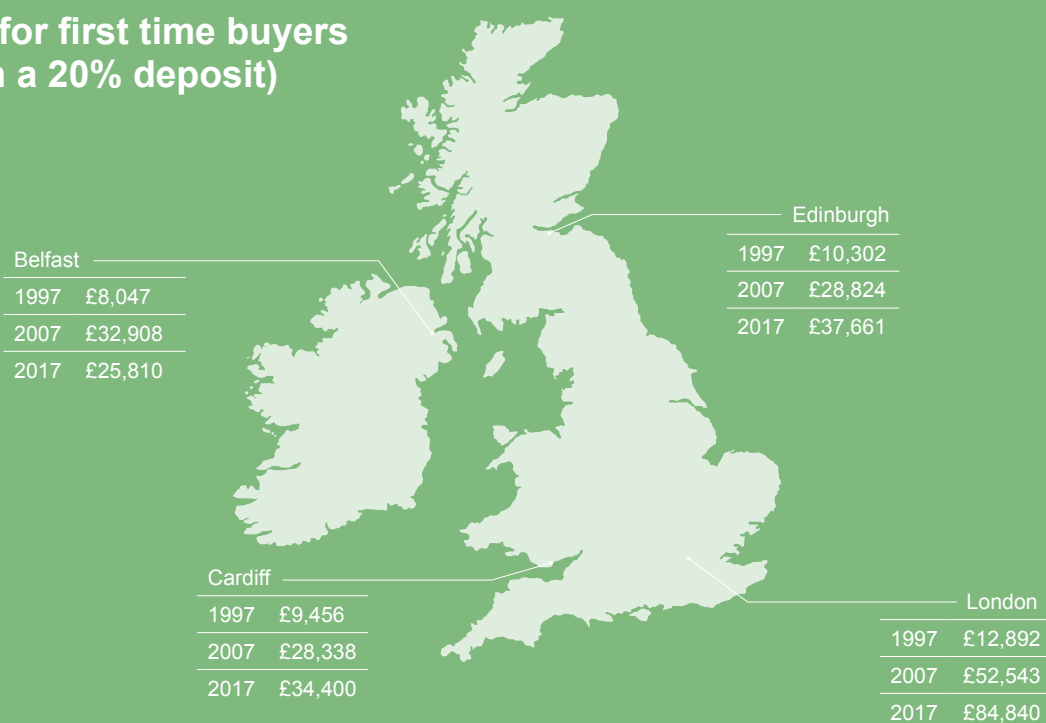 for first time buyers
a 20% deposit)
Edinburgh
1997 £10,302
2007 £28,824
2017 £37,661
Belfast
1997 £8,047
2007 £32,908
2017 £25,810
Cardiff
1997 £9,456
2007 £28,338
2017 £34,400
London
1997 £12,892
2007 £52,543
2017 £84,840